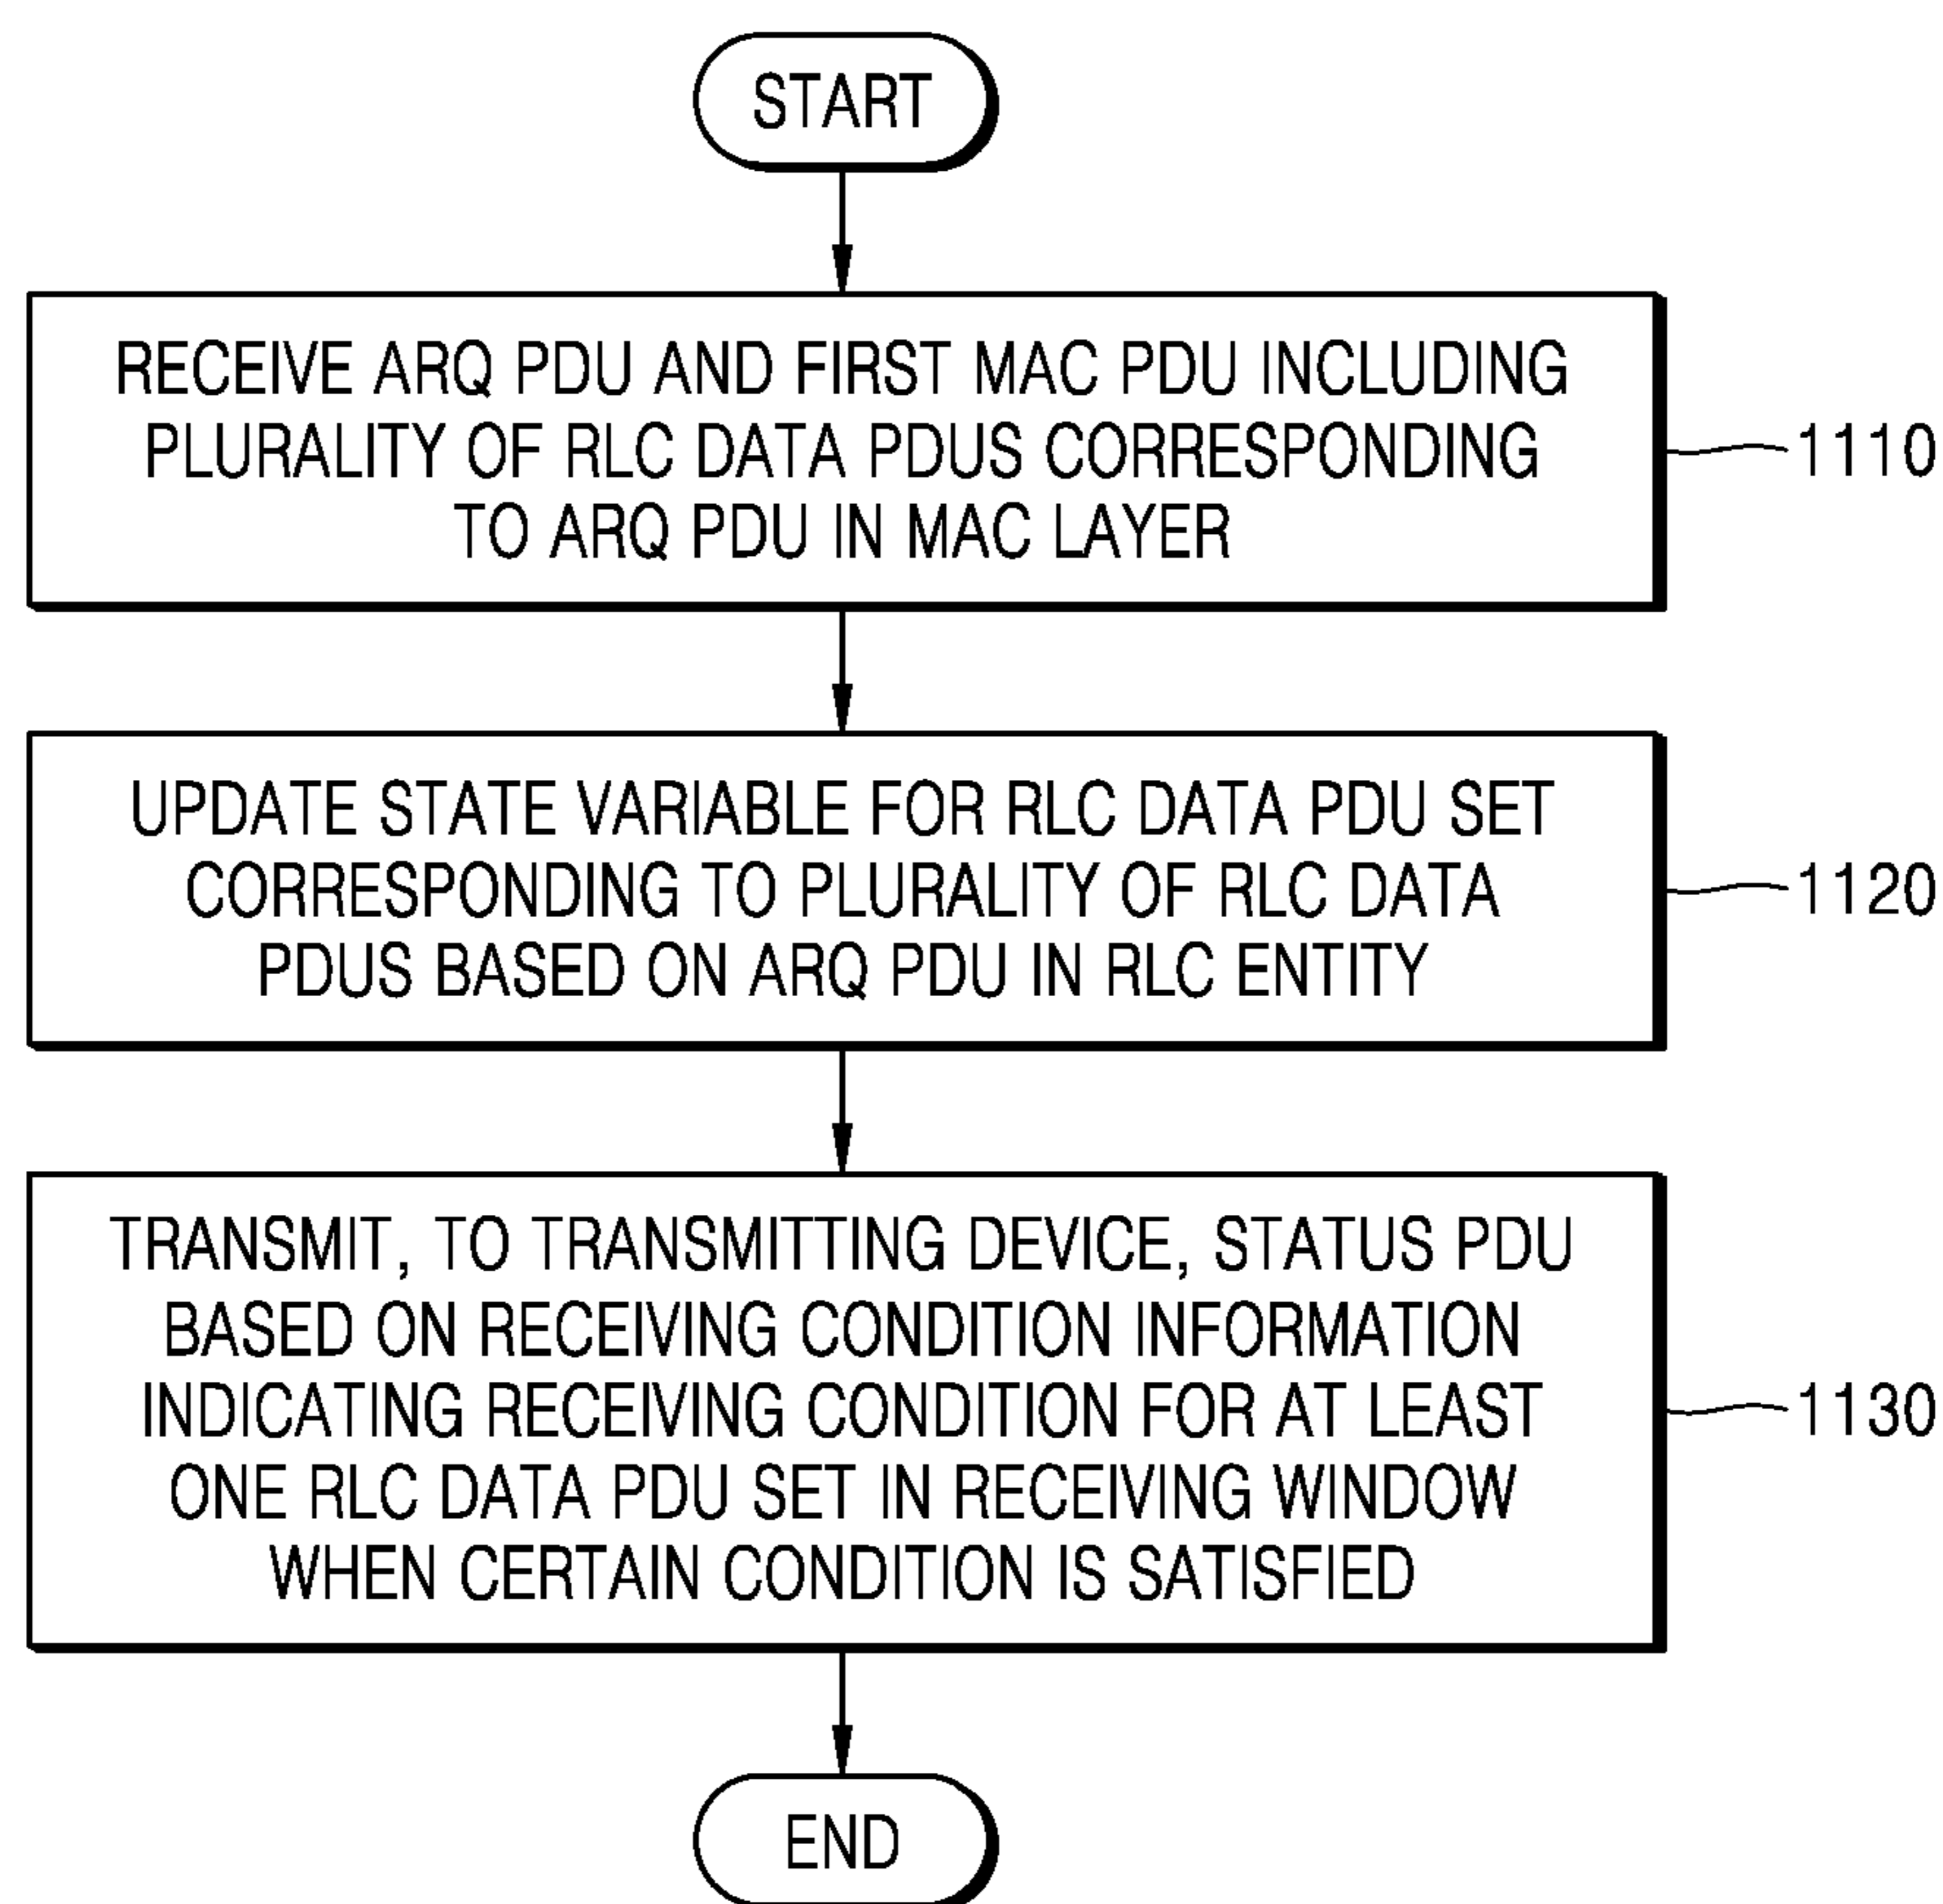 START
RECEIVE ARQ PDU AND FIRST MAC PDU INCLUDING
PLURALITY OF RLC DATA PDUS CORRESPONDING
TO ARQ PDU IN MAC LAYER
1110
UPDATE STATE VARIABLE FOR RLC DATA PDU SET
CORRESPONDING TO PLURALITY OF RLC DATA
PDUS BASED ON ARQ PDU IN RLC ENTITY
1120
TRANSMIT, TO TRANSMITTING DEVICE, STATUS PDU
BASED ON RECEIVING CONDITION INFORMATION
INDICATING RECEIVING CONDITION FOR AT LEAST
ONE RLC DATA PDU SET IN RECEIVING WINDOW
WHEN CERTAIN CONDITION IS SATISFIED
1130
END